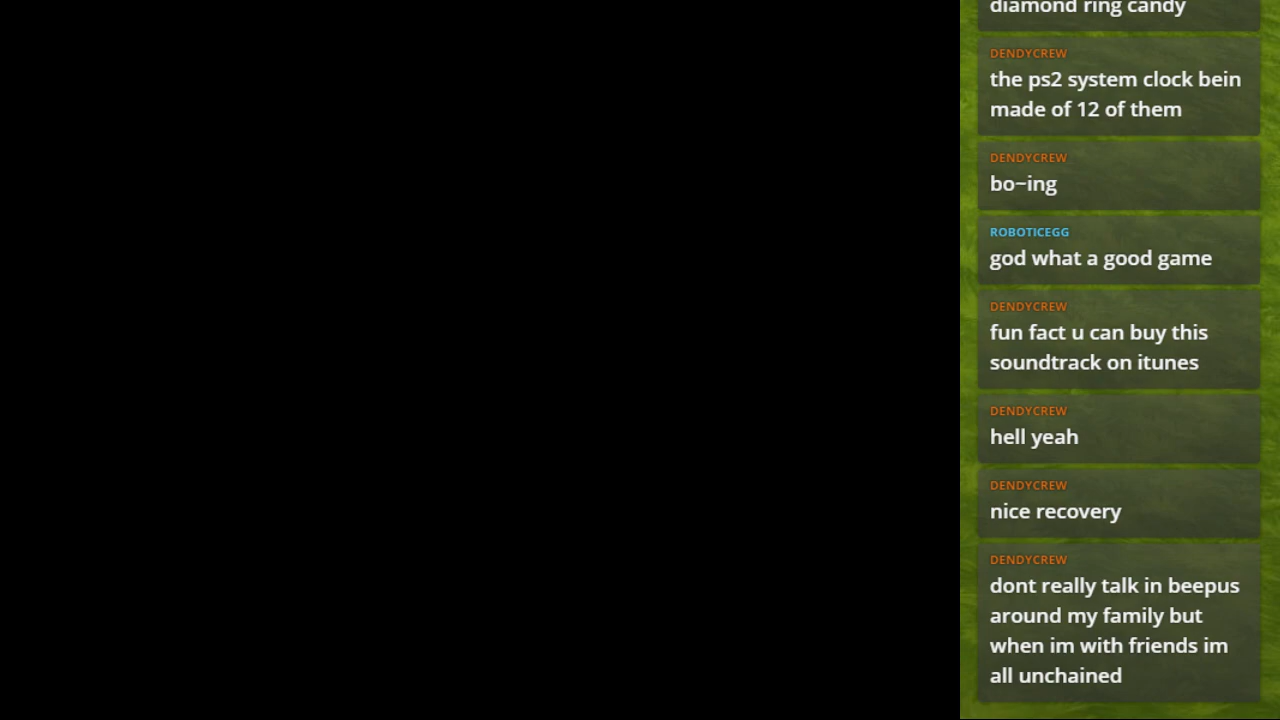 diamond ring candy
DENDYCREW
the ps2 system clock bein
made of 12 of them
DENDYCREW
bo~ing
ROBOTICEGG
god what a good game
DENDYCREW
fun fact u can buy this
soundtrack on itunes
DENDYCREW
hell yeah
DENDYCREW
nice recovery
DENDYCREW
dont really talk in beepus
around my family but
when im with friends im
all unchained